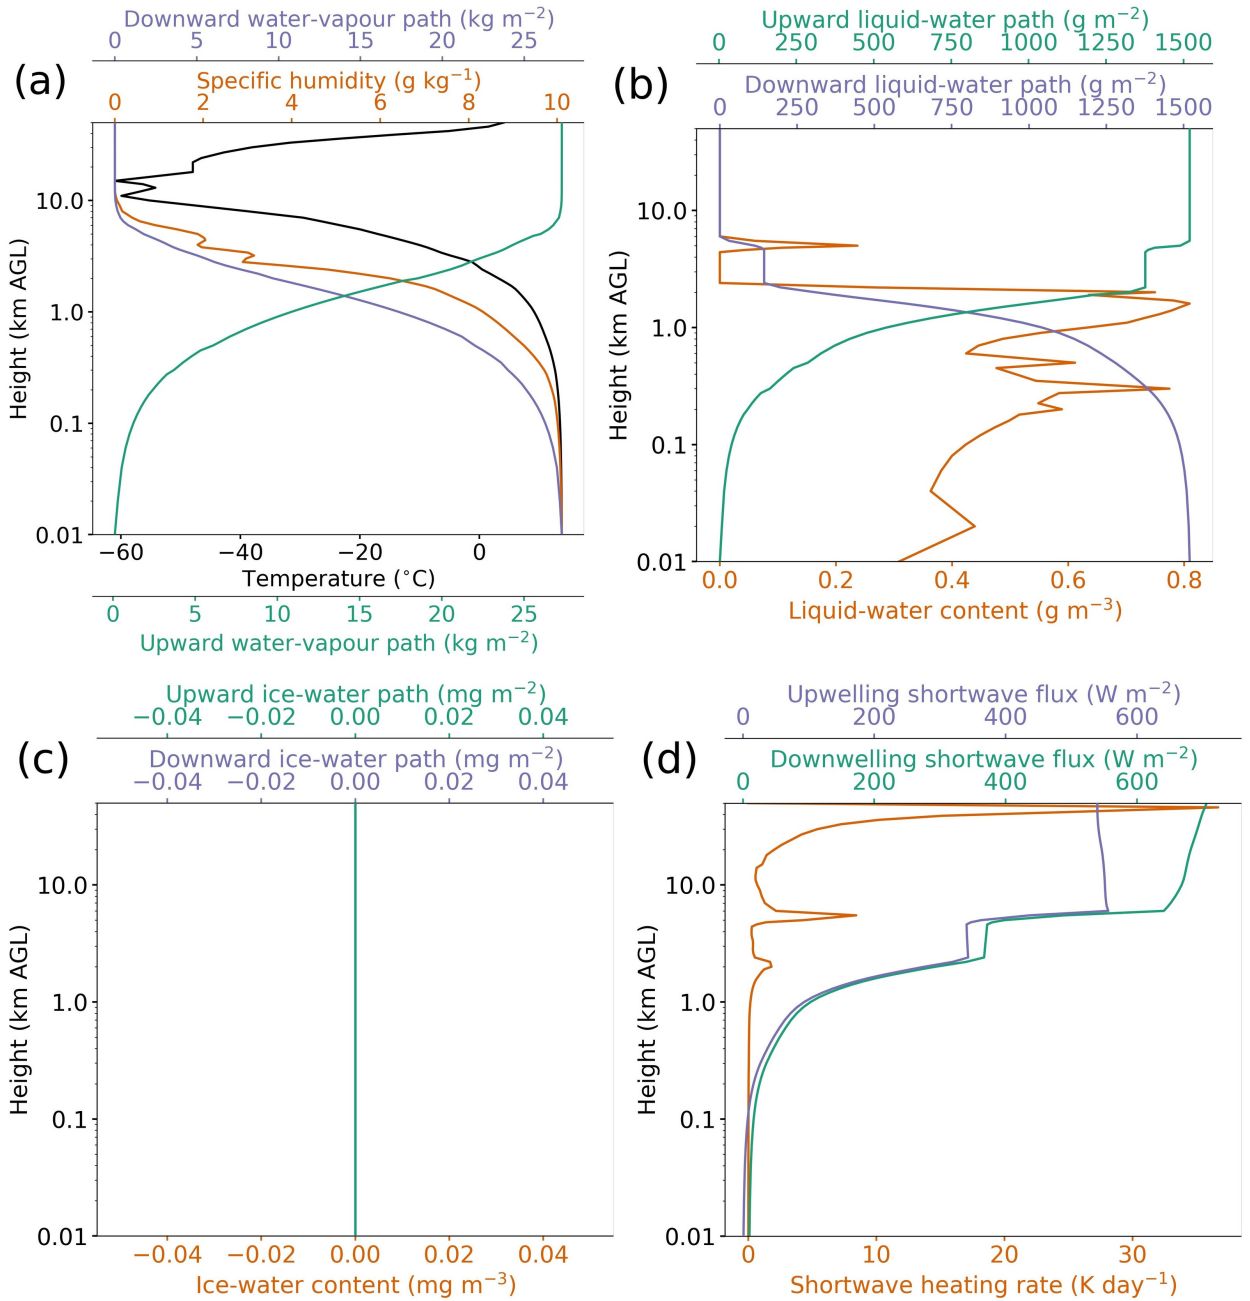 Downward water-vapour path (kg m⁻²)
0 5 10 15 20 25
(a)
Specific humidity (g kg⁻¹)
0 2 4 6 8 10
Height (km AGL)
10.0
1.0
0.1
0.01
−60 −40 −20 0
Temperature (°C)
0 5 10 15 20 25
Upward water-vapour path (kg m⁻²)
Upward liquid-water path (g m⁻²)
0 250 500 750 1000 1250 1500
(b)
Downward liquid-water path (g m⁻²)
0 250 500 750 1000 1250 1500
Height (km AGL)
10.0
1.0
0.1
0.01
0.0 0.2 0.4 0.6 0.8
Liquid-water content (g m⁻³)
Upward ice-water path (mg m⁻²)
−0.04 −0.02 0.00 0.02 0.04
(c)
Downward ice-water path (mg m⁻²)
−0.04 −0.02 0.00 0.02 0.04
Height (km AGL)
10.0
1.0
0.1
0.01
−0.04 −0.02 0.00 0.02 0.04
Ice-water content (mg m⁻³)
Upwelling shortwave flux (W m⁻²)
0 200 400 600
(d)
Downwelling shortwave flux (W m⁻²)
0 200 400 600
Height (km AGL)
10.0
1.0
0.1
0.01
0 10 20 30
Shortwave heating rate (K day⁻¹)